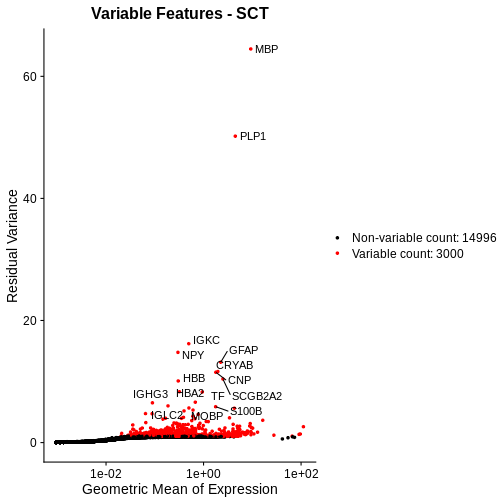 Variable Features - SCT
MBP
60
PLP1
40
Residual Variance
Non-variable count: 14996
Variable count: 3000
20
IGKC
GFAP
NPY
CRYAB
HBB
CNP
IGHG3
HBA2
TF
SCGB2A2
IGLC2
MOBP
S100B
0
1e-02
1e+00
1e+02
Geometric Mean of Expression